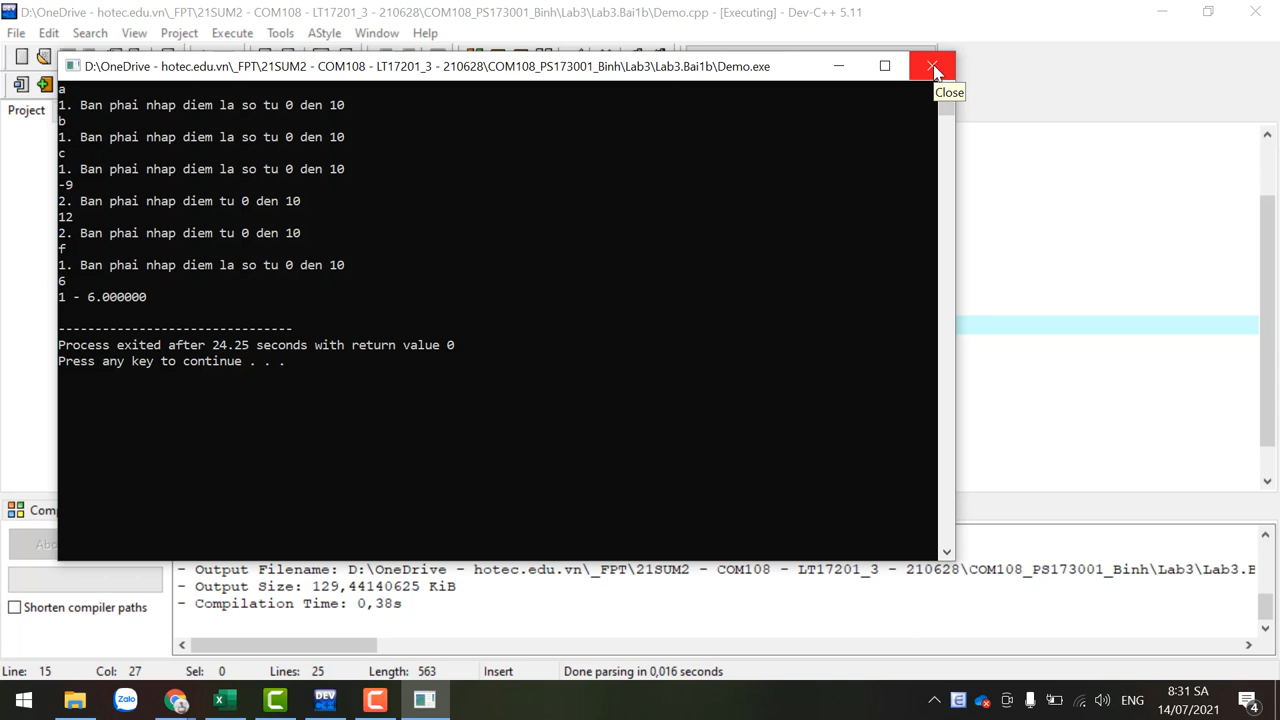 D:\OneDrive - hotec.edu.vn\_FPT\21SUM2 - COM108 - LT17201_3 - 210628\COM108_PS173001_Binh\Lab3\Lab3.Bai1b\Demo.cpp - [Executing] - Dev-C++ 5.11
File Edit Search View Project Execute Tools AStyle Window Help
D:\OneDrive - hotec.edu.vn\_FPT\21SUM2 - COM108 - LT17201_3 - 210628\COM108_PS173001_Binh\Lab3\Lab3.Bai1b\Demo.exe
Close
Project
a
1. Ban phai nhap diem la so tu 0 den 10
b
1. Ban phai nhap diem la so tu 0 den 10
c
1. Ban phai nhap diem la so tu 0 den 10
-9
2. Ban phai nhap diem tu 0 den 10
12
2. Ban phai nhap diem tu 0 den 10
f
1. Ban phai nhap diem la so tu 0 den 10
6
1 - 6.000000
--------------------------------
Process exited after 24.25 seconds with return value 0
Press any key to continue . . .
Com
Abo
Shorten compiler paths
- Output Filename: D:\OneDrive - hotec.edu.vn\_FPT\21SUM2 - COM108 - LT17201_3 - 210628\COM108_PS173001_Binh\Lab3\Lab3.B
- Output Size: 129,44140625 KiB
- Compilation Time: 0,38s
Line: 15 Col: 27 Sel: 0 Lines: 25 Length: 563 Insert Done parsing in 0,016 seconds
Zalo
DEV
ENG
8:31 SA
14/07/2021
4